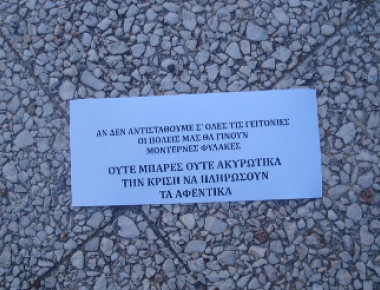 ΑΝ ΔΕΝ ΑΝΤΙΣΤΑΘΟΥΜΕ Σ' ΟΛΕΣ ΤΙΣ ΓΕΙΤΟΝΙΕΣ
ΟΙ ΠΟΛΕΙΣ ΜΑΣ ΘΑ ΓΙΝΟΥΝ
ΜΟΝΤΕΡΝΕΣ ΦΥΛΑΚΕΣ
ΟΥΤΕ ΜΠΑΡΕΣ ΟΥΤΕ ΑΚΥΡΩΤΙΚΑ
ΤΗΝ ΚΡΙΣΗ ΝΑ ΠΛΗΡΩΣΟΥΝ
ΤΑ ΑΦΕΝΤΙΚΑ